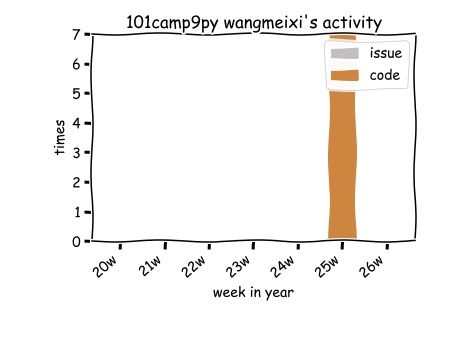 101camp9py wangmeixi's activity
7
6
5
4
3
2
1
0
times
issue
code
20w
21w
22w
23w
24w
25w
26w
week in year